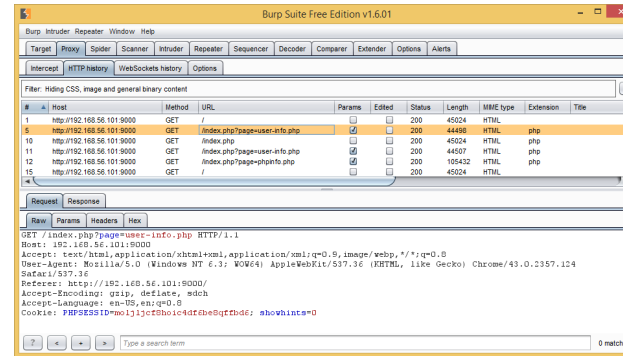 Burp Suite Free Edition v1.6.01
Burp Intruder Repeater Window Help
Target Proxy Spider Scanner Intruder Repeater Sequencer Decoder Comparer Extender Options Alerts
Intercept HTTP history WebSockets history Options
Filter: Hiding CSS, image and general binary content
# Host Method URL Params Edited Status Length MIME type Extension Title
1 http://192.168.56.101:9000 GET / 200 45024 HTML
5 http://192.168.56.101:9000 GET /index.php?page=user-info.php 200 44498 HTML php
10 http://192.168.56.101:9000 GET /index.php 200 45024 HTML php
11 http://192.168.56.101:9000 GET /index.php?page=user-info.php 200 44507 HTML php
12 http://192.168.56.101:9000 GET /index.php?page=phpinfo.php 200 105432 HTML php
15 http://192.168.56.101:9000 GET / 200 45024 HTML
Request Response
Raw Params Headers Hex
GET /index.php?page=user-info.php HTTP/1.1
Host: 192.168.56.101:9000
Accept: text/html,application/xhtml+xml,application/xml;q=0.9,image/webp,*/*;q=0.8
User-Agent: Mozilla/5.0 (Windows NT 6.3; WOW64) AppleWebKit/537.36 (KHTML, like Gecko) Chrome/43.0.2357.124
Safari/537.36
Referer: http://192.168.56.101:9000/
Accept-Encoding: gzip, deflate, sdch
Accept-Language: en-US,en;q=0.8
Cookie: PHPSESSID=moljljcf8hoic4df6be8qffbd6; showhints=0
? < + > Type a search term 0 match